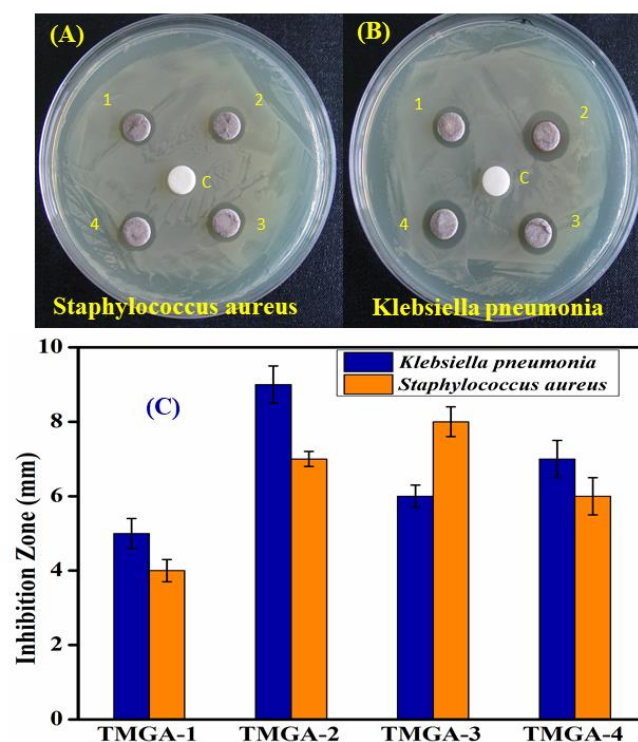 (A)
1
2
C
4
3
Staphylococcus aureus
(B)
1
2
C
4
3
Klebsiella pneumonia
(C)
Klebsiella pneumonia
Staphylococcus aureus
Inhibition Zone (mm)
10
8
6
4
2
0
TMGA-1 TMGA-2 TMGA-3 TMGA-4